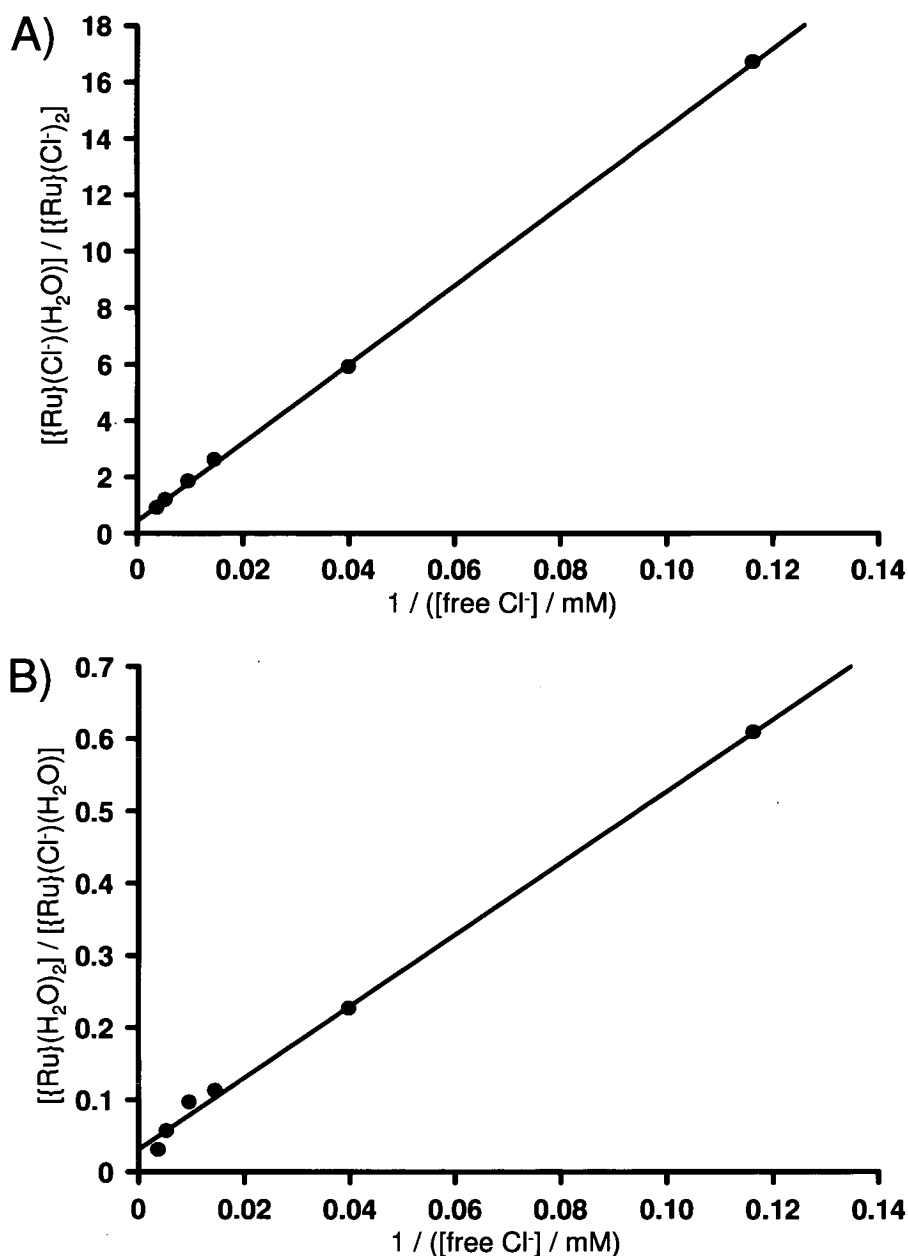 A)
[{Ru}(Cl-)(H2O)] / [{Ru}(Cl-)2]
18
16
14
12
10
8
6
4
2
0
0 0.02 0.04 0.06 0.08 0.10 0.12 0.14
1 / ([free Cl-] / mM)
B)
[{Ru}(H2O)2] / [{Ru}(Cl-)(H2O)]
0.7
0.6
0.5
0.4
0.3
0.2
0.1
0
0 0.02 0.04 0.06 0.08 0.10 0.12 0.14
1 / ([free Cl-] / mM)